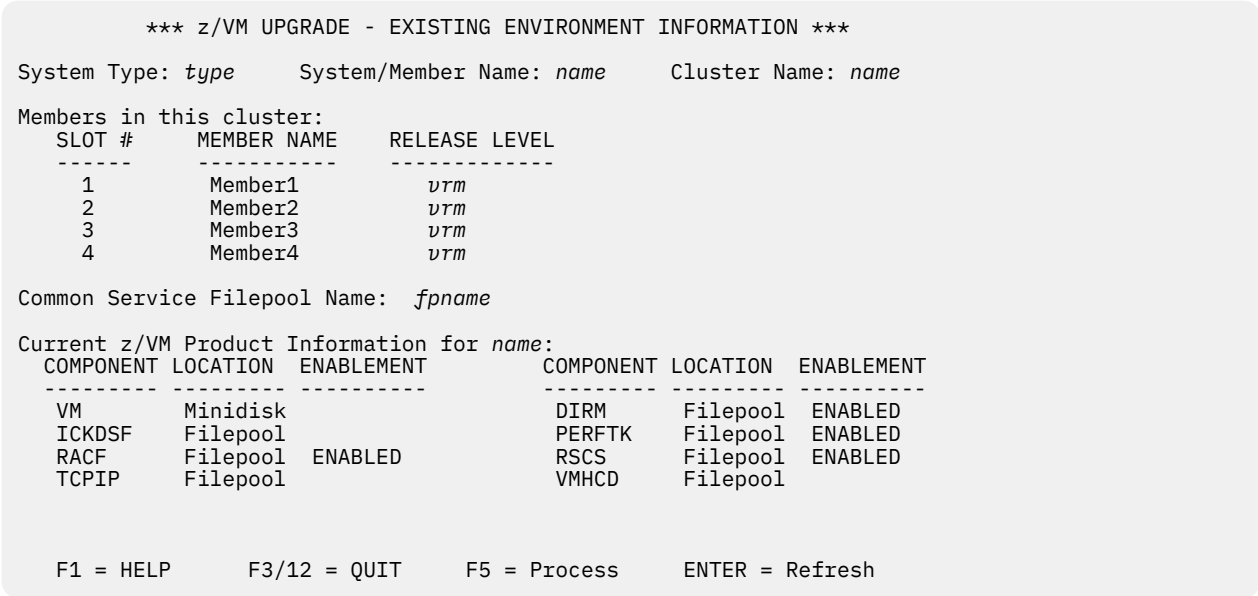 *** z/VM UPGRADE - EXISTING ENVIRONMENT INFORMATION ***
System Type: type     System/Member Name: name     Cluster Name: name
Members in this cluster:
   SLOT #     MEMBER NAME    RELEASE LEVEL
   ------     -----------    -------------
     1         Member1          vrm
     2         Member2          vrm
     3         Member3          vrm
     4         Member4          vrm
Common Service Filepool Name:  fpname
Current z/VM Product Information for name:
  COMPONENT LOCATION  ENABLEMENT         COMPONENT LOCATION  ENABLEMENT
  --------- --------- ----------         --------- --------- ----------
   VM        Minidisk                     DIRM      Filepool  ENABLED
   ICKDSF    Filepool                     PERFTK    Filepool  ENABLED
   RACF      Filepool  ENABLED            RSCS      Filepool  ENABLED
   TCPIP     Filepool                     VMHCD     Filepool
   F1 = HELP      F3/12 = QUIT     F5 = Process     ENTER = Refresh